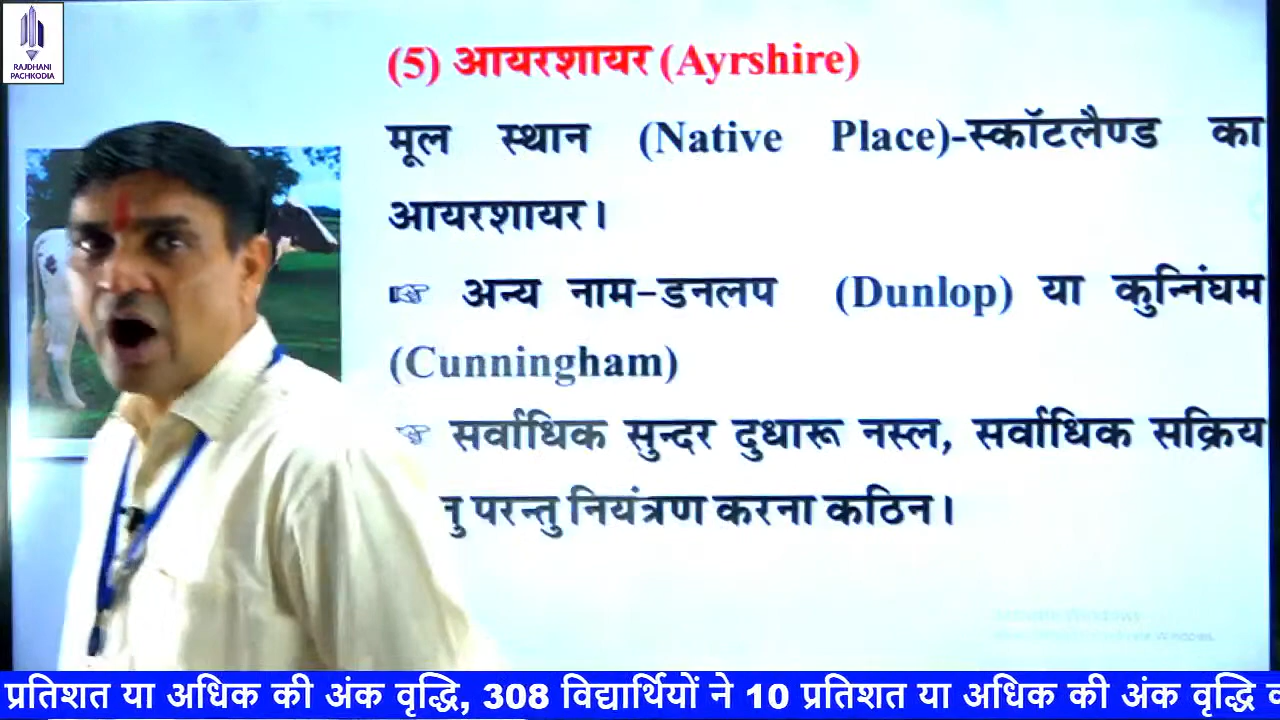 RAJDHANI
PACHKODIA
(5) आयरशायर (Ayrshire)
मूल स्थान (Native Place)-स्कॉटलैण्ड का
आयरशायर।
☞ अन्य नाम-डनलप (Dunlop) या कुन्निंघम
(Cunningham)
☞ सर्वाधिक सुन्दर दुधारू नस्ल, सर्वाधिक सक्रिय
परन्तु नियंत्रण करना कठिन।
प्रतिशत या अधिक की अंक वृद्धि, 308 विद्यार्थियों ने 10 प्रतिशत या अधिक की अंक वृद्धि